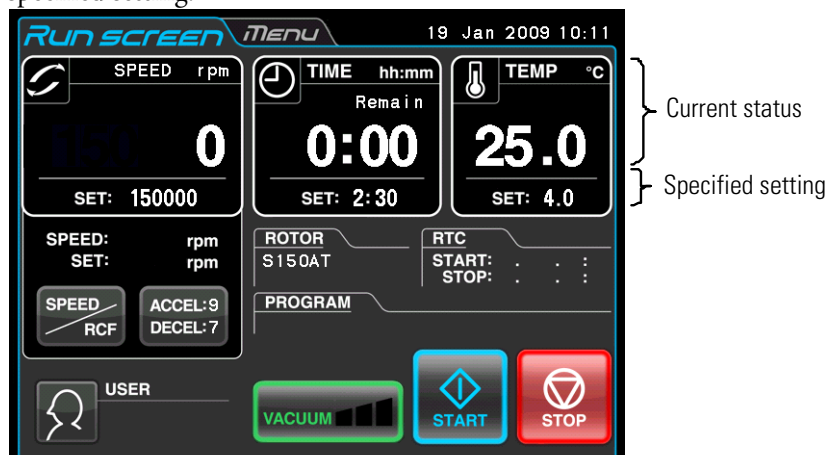 Run screen Menu 19 Jan 2009 10:11
SPEED rpm
0
SET: 150000
TIME hh:mm
Remain
0:00
SET: 2:30
TEMP °C
25.0
SET: 4.0
Current status
Specified setting
SPEED: rpm
SET: rpm
SPEED
RCF
ACCEL:9
DECEL:7
ROTOR
S150AT
RTC
START: . . :
STOP: . . :
PROGRAM
USER
VACUUM
START
STOP